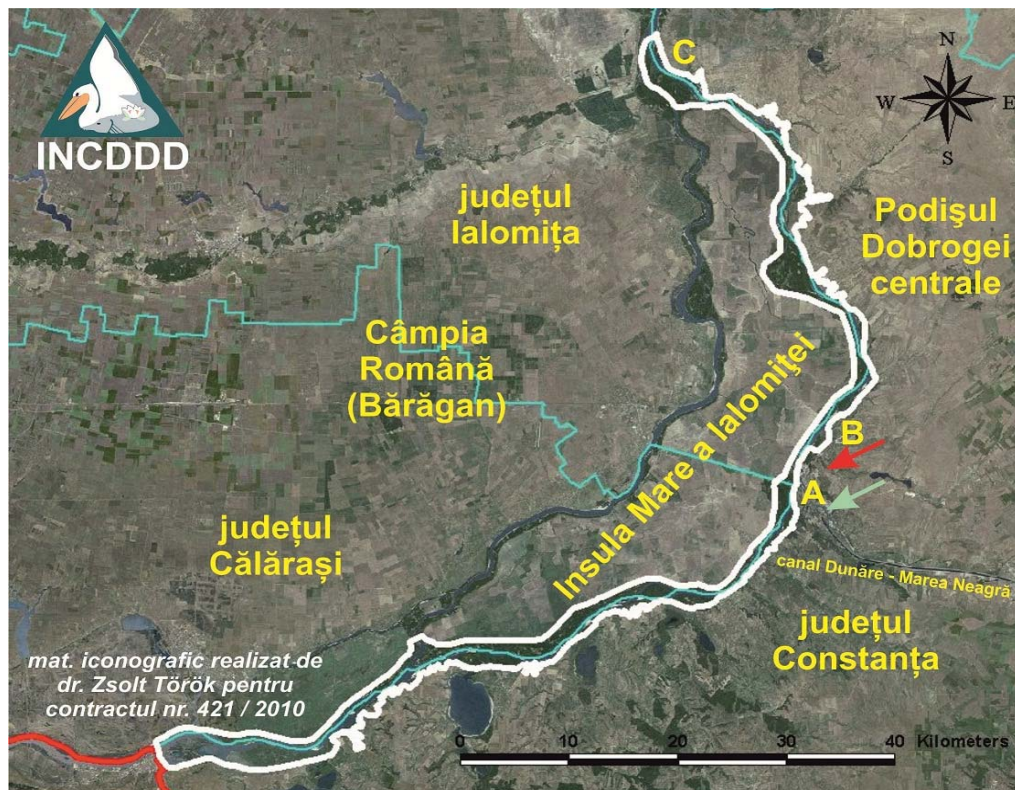 INCDDD
C
N
W
E
S
județul
Ialomița
Podişul
Dobrogei
centrale
Câmpia
Română
(Bărăgan)
Insula Mare a Ialomiței
B
A
județul
Călărași
canal Dunăre - Marea Neagră
județul
Constanța
mat. iconografic realizat de
dr. Zsolt Török pentru
contractul nr. 421 / 2010
0 10 20 30 40 Kilometers